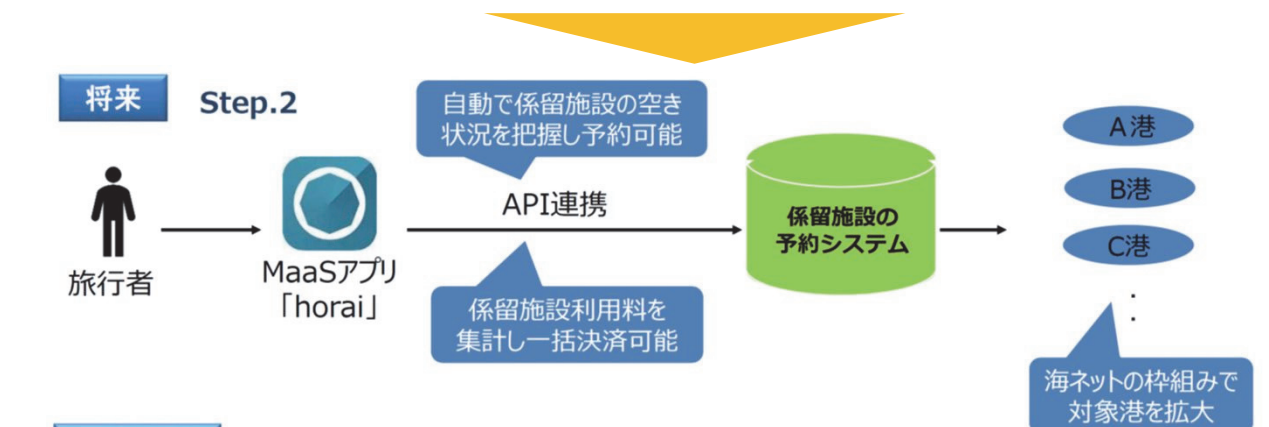 将来
Step.2
自動で係留施設の空き
状況を把握し予約可能
A港
B港
C港
API連携
係留施設の
予約システム
旅行者
MaaSアプリ
「horai」
係留施設利用料を
集計し一括決済可能
:
海ネットの枠組みで
対象港を拡大